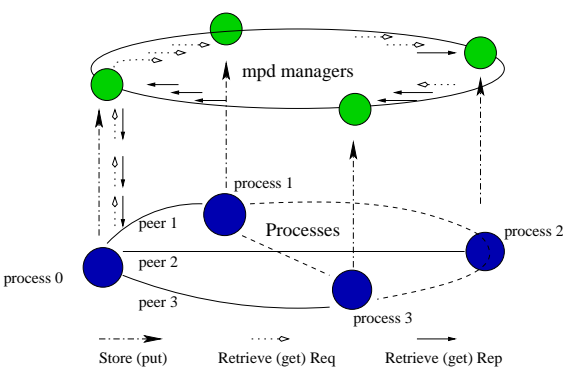 mpd managers
process 1
peer 1
Processes
process 2
peer 2
process 0
peer 3
process 3
Store (put)
Retrieve (get) Req
Retrieve (get) Rep